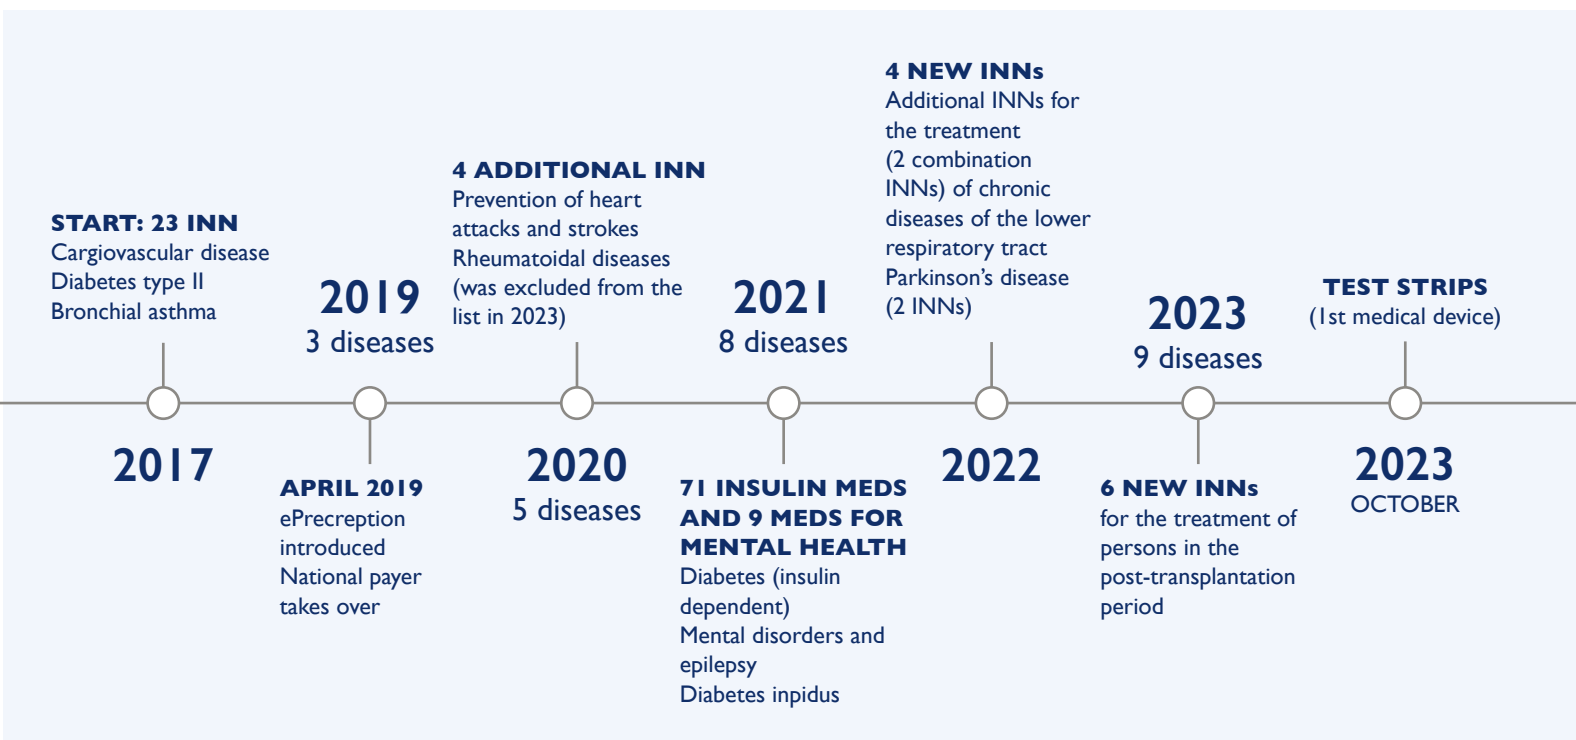 START: 23 INN
Cargiovascular disease
Diabetes type II
Bronchial asthma
2017
2019
3 diseases
APRIL 2019
ePrecreption
introduced
National payer
takes over
4 ADDITIONAL INN
Prevention of heart
attacks and strokes
Rheumatoidal diseases
(was excluded from the
list in 2023)
2020
5 diseases
2021
8 diseases
71 INSULIN MEDS
AND 9 MEDS FOR
MENTAL HEALTH
Diabetes (insulin
dependent)
Mental disorders and
epilepsy
Diabetes inpidus
4 NEW INNs
Additional INNs for
the treatment
(2 combination
INNs) of chronic
diseases of the lower
respiratory tract
Parkinson’s disease
(2 INNs)
2022
2023
9 diseases
6 NEW INNs
for the treatment of
persons in the
post-transplantation
period
TEST STRIPS
(1st medical device)
2023
OCTOBER